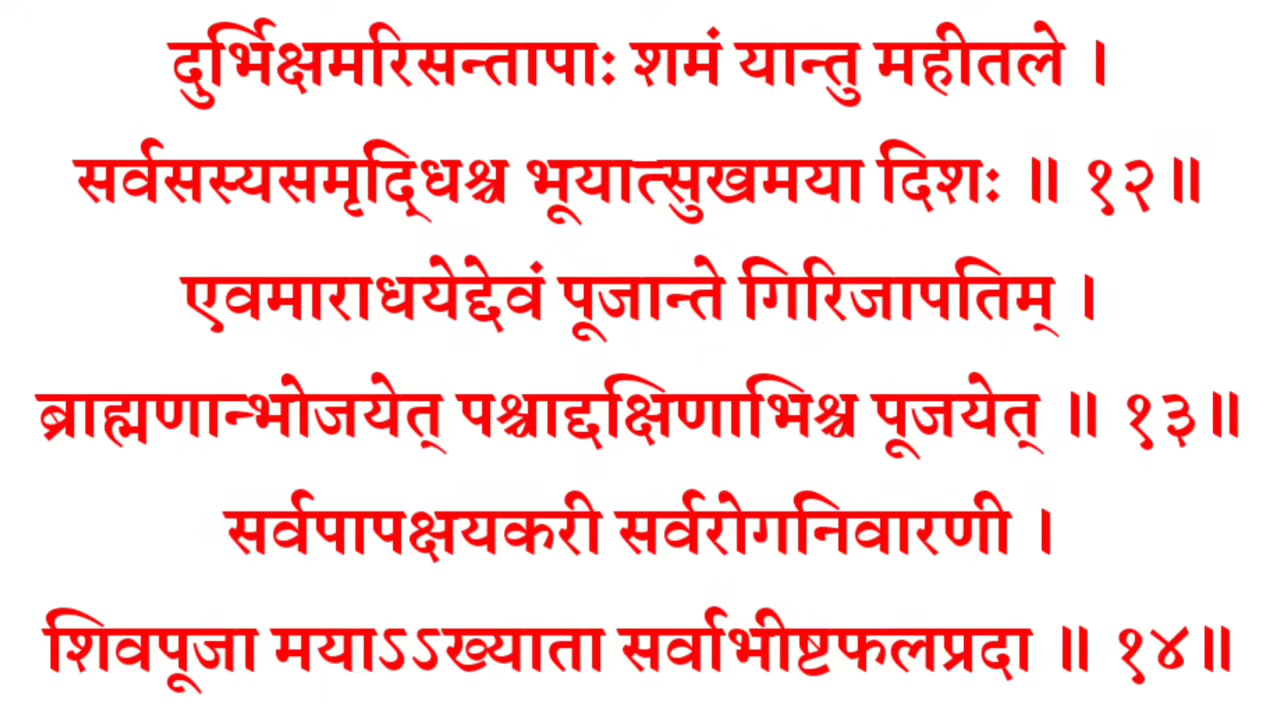 दुर्भिक्षमरिसन्तापाः शमं यान्तु महीतले ।
सर्वसस्यसमृद्धिश्च भूयात्सुखमया दिशः ॥ १२॥
एवमाराधयेद्देवं पूजान्ते गिरिजापतिम् ।
ब्राह्मणान्भोजयेत् पश्चाद्दक्षिणाभिश्च पूजयेत् ॥ १३॥
सर्वपापक्षयकरी सर्वरोगनिवारणी ।
शिवपूजा मयाऽऽख्याता सर्वाभीष्टफलप्रदा ॥ १४॥